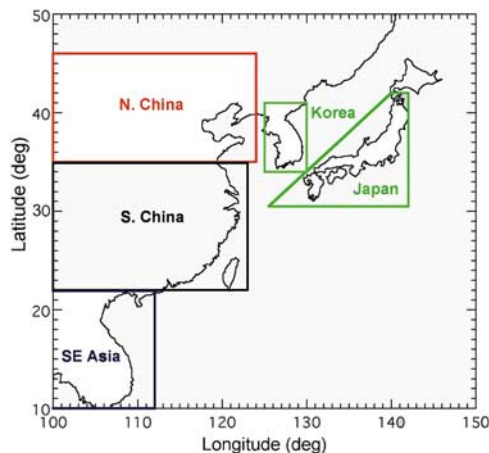 50
40
30
20
10
Latitude (deg)
N. China
Korea
Japan
S. China
SE Asia
100 110 120 130 140 150
Longitude (deg)